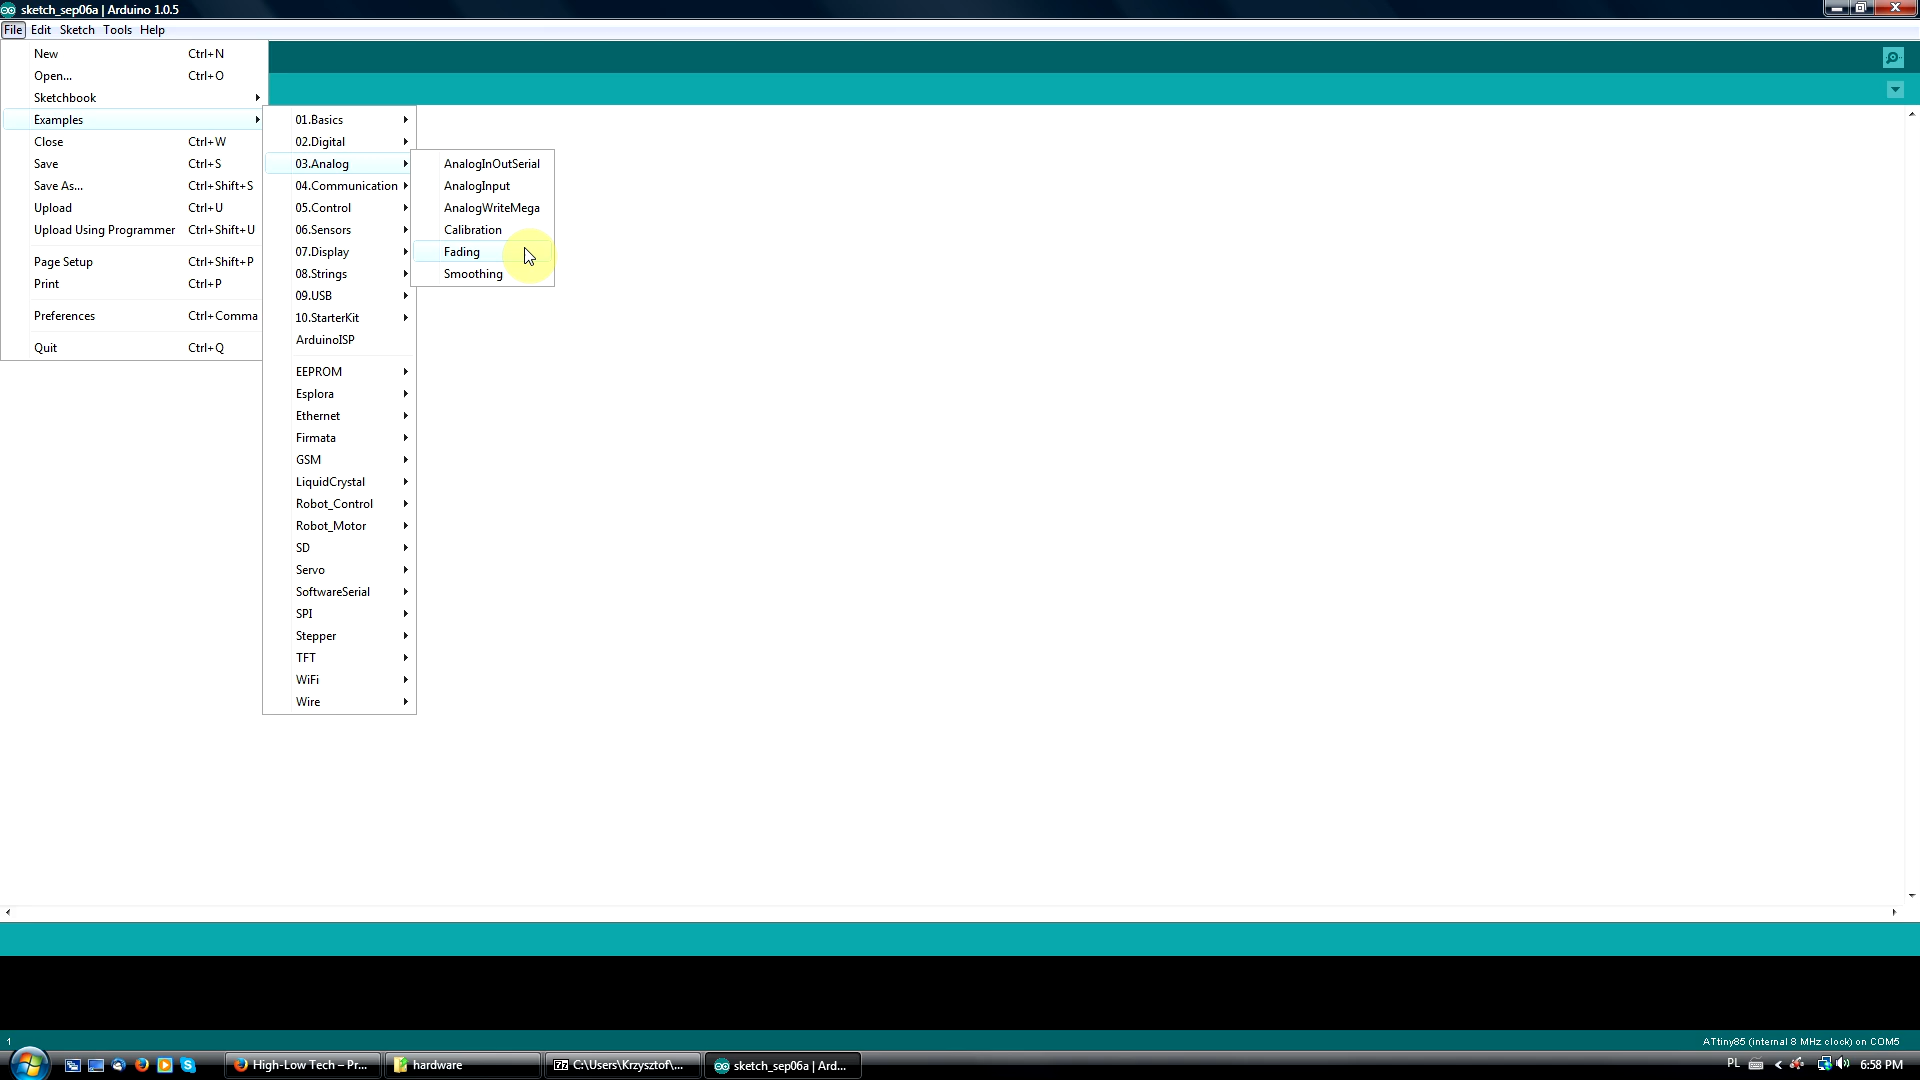 sketch_sep06a | Arduino 1.0.5
File Edit Sketch Tools Help
New Ctrl+N
Open... Ctrl+O
Sketchbook
Examples
Close Ctrl+W
Save Ctrl+S
Save As... Ctrl+Shift+S
Upload Ctrl+U
Upload Using Programmer Ctrl+Shift+U
Page Setup Ctrl+Shift+P
Print Ctrl+P
Preferences Ctrl+Comma
Quit Ctrl+Q
01.Basics
02.Digital
03.Analog
04.Communication
05.Control
06.Sensors
07.Display
08.Strings
09.USB
10.StarterKit
ArduinoISP
EEPROM
Esplora
Ethernet
Firmata
GSM
LiquidCrystal
Robot_Control
Robot_Motor
SD
Servo
SoftwareSerial
SPI
Stepper
TFT
WiFi
Wire
AnalogInOutSerial
AnalogInput
AnalogWriteMega
Calibration
Fading
Smoothing
1
ATtiny85 (internal 8 MHz clock) on COM5
High-Low Tech – Pr...
hardware
7z C:\Users\Krzysztof\...
sketch_sep06a | Ard...
PL
6:58 PM